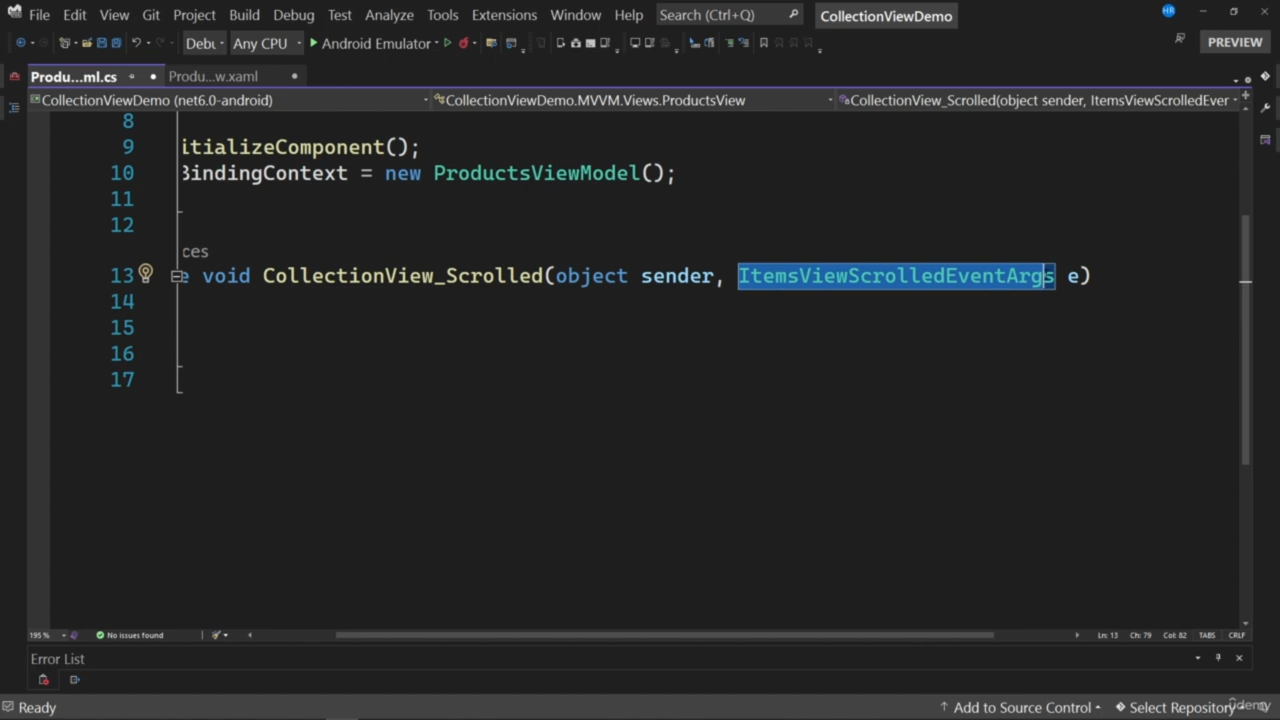 File Edit View Git Project Build Debug Test Analyze Tools Extensions Window Help Search (Ctrl+Q) CollectionViewDemo HR
Debu Any CPU Android Emulator PREVIEW
Produ...ml.cs Produ...w.xaml
CollectionViewDemo (net6.0-android) CollectionViewDemo.MVVM.Views.ProductsView CollectionView_Scrolled(object sender, ItemsViewScrolledEver
8
9 itializeComponent();
10 BindingContext = new ProductsViewModel();
11
12
ces
13 e void CollectionView_Scrolled(object sender, ItemsViewScrolledEventArgs e)
14
15
16
17
195 % No issues found Ln: 13 Ch: 79 Col: 82 TABS CRLF
Error List
Ready Add to Source Control Select Repository
Udemy